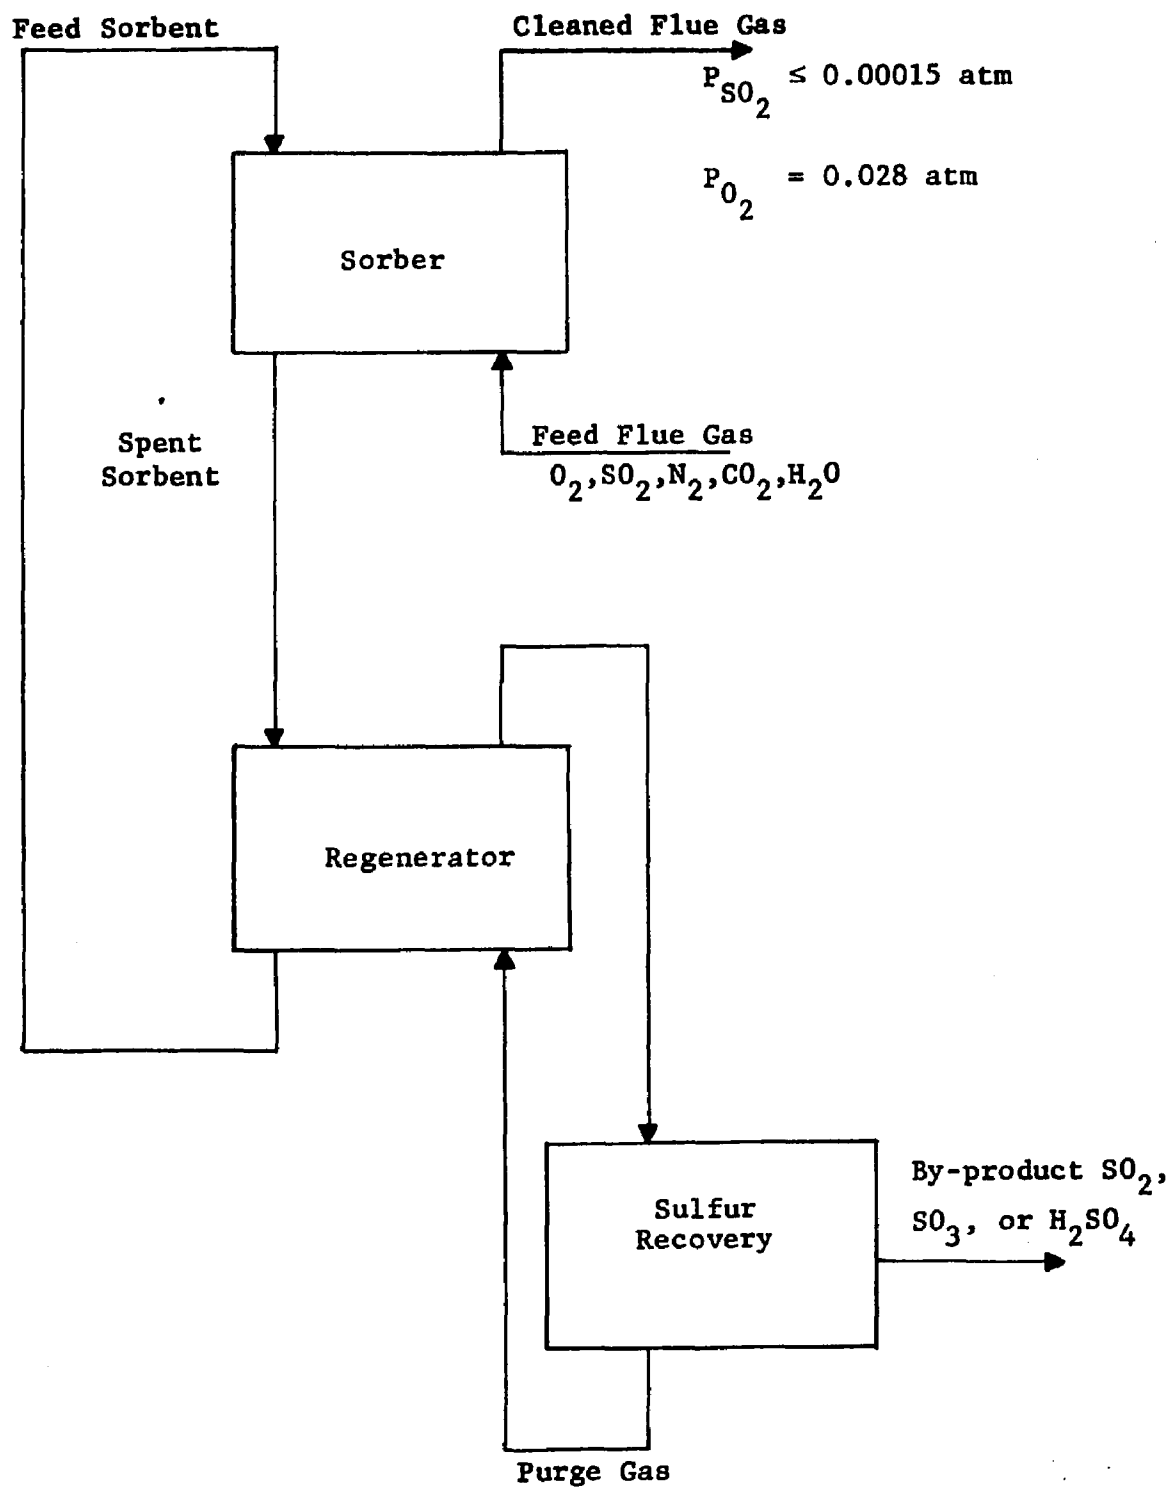 Feed Sorbent
Cleaned Flue Gas
P_SO₂ ≤ 0.00015 atm
P_O₂ = 0.028 atm
Sorber
Spent
Sorbent
Feed Flue Gas
O₂,SO₂,N₂,CO₂,H₂O
Regenerator
Sulfur
Recovery
By-product SO₂,
SO₃, or H₂SO₄
Purge Gas